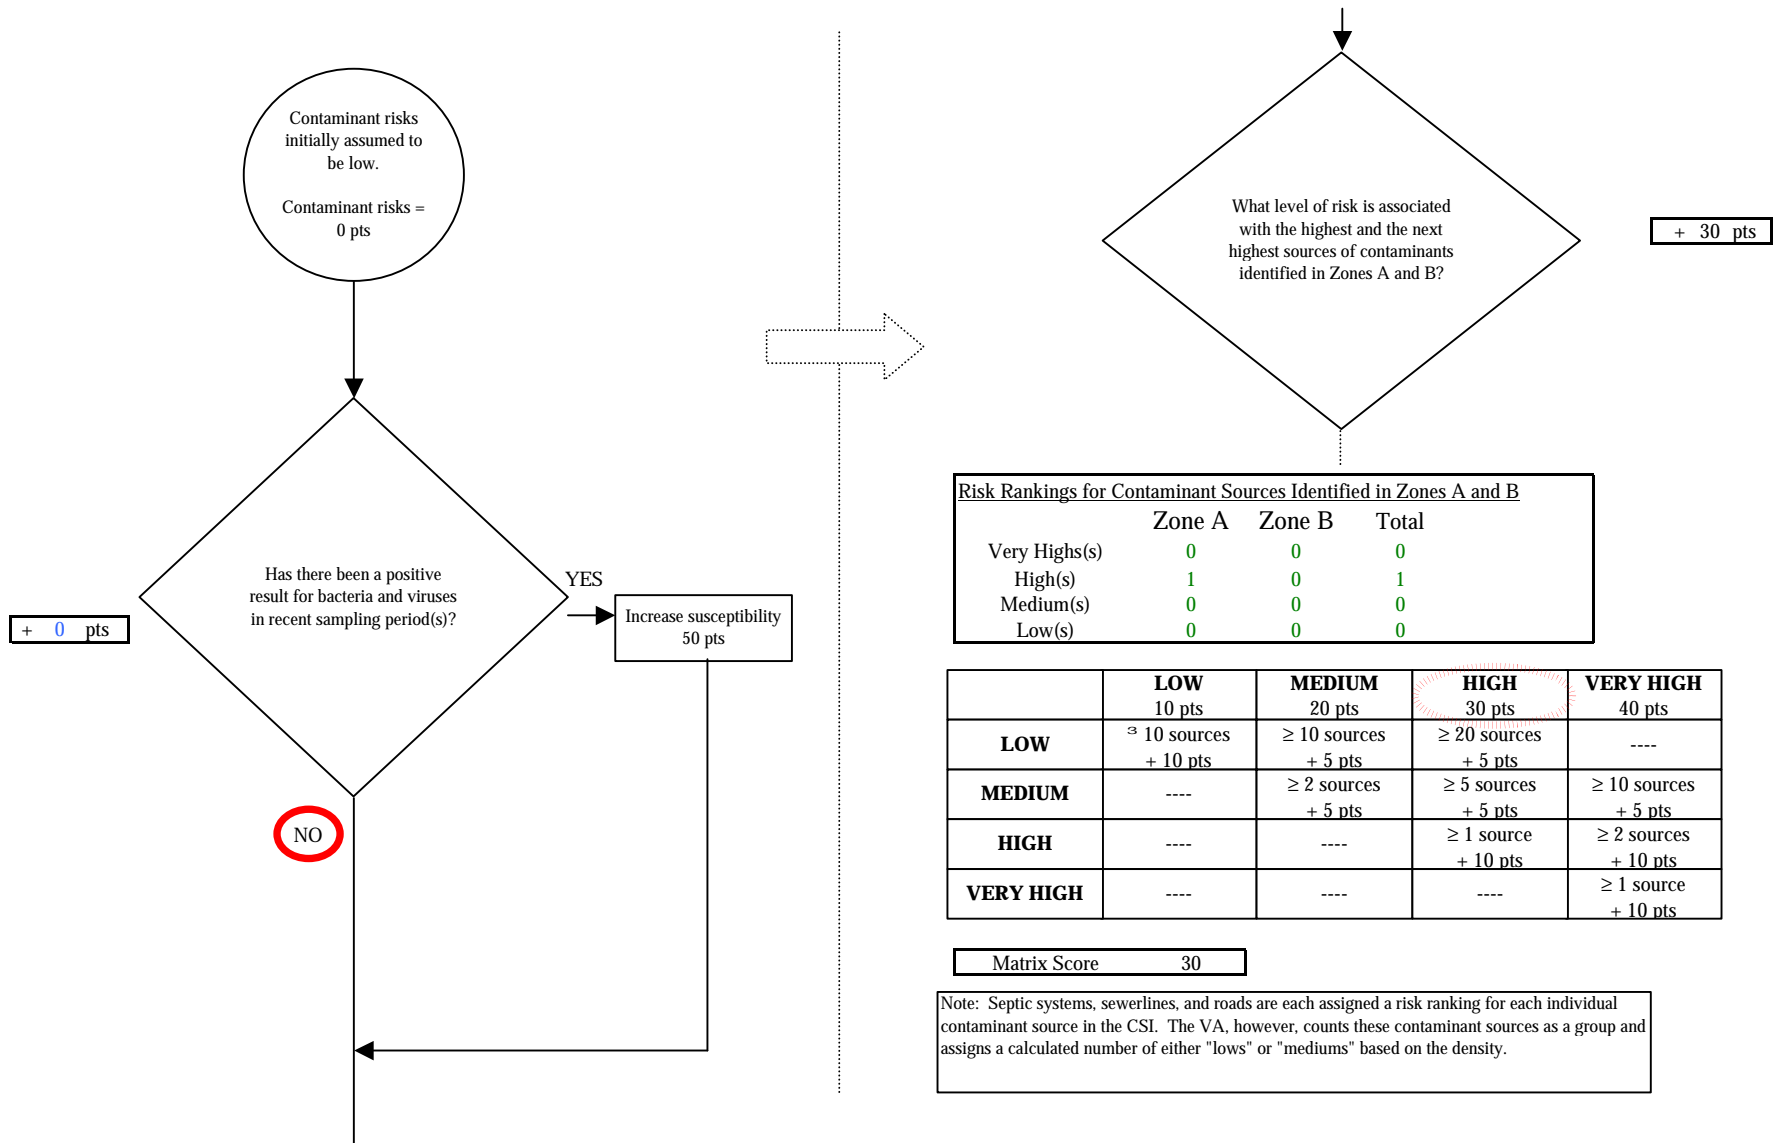 Contaminant risks
initially assumed to
be low.
Contaminant risks =
0 pts
Has there been a positive
result for bacteria and viruses
in recent sampling period(s)?
YES
Increase susceptibility
50 pts
+ 0 pts
NO
What level of risk is associated
with the highest and the next
highest sources of contaminants
identified in Zones A and B?
+ 30 pts
Risk Rankings for Contaminant Sources Identified in Zones A and B
Zone A Zone B Total
Very Highs(s) 0 0 0
High(s) 1 0 1
Medium(s) 0 0 0
Low(s) 0 0 0
LOW MEDIUM HIGH VERY HIGH
10 pts 20 pts 30 pts 40 pts
LOW ³ 10 sources ≥ 10 sources ≥ 20 sources ----
+ 10 pts + 5 pts + 5 pts
MEDIUM ---- ≥ 2 sources ≥ 5 sources ≥ 10 sources
+ 5 pts + 5 pts + 5 pts
HIGH ---- ---- ≥ 1 source ≥ 2 sources
+ 10 pts + 10 pts
VERY HIGH ---- ---- ---- ≥ 1 source
+ 10 pts
Matrix Score 30
Note: Septic systems, sewerlines, and roads are each assigned a risk ranking for each individual
contaminant source in the CSI. The VA, however, counts these contaminant sources as a group and
assigns a calculated number of either "lows" or "mediums" based on the density.